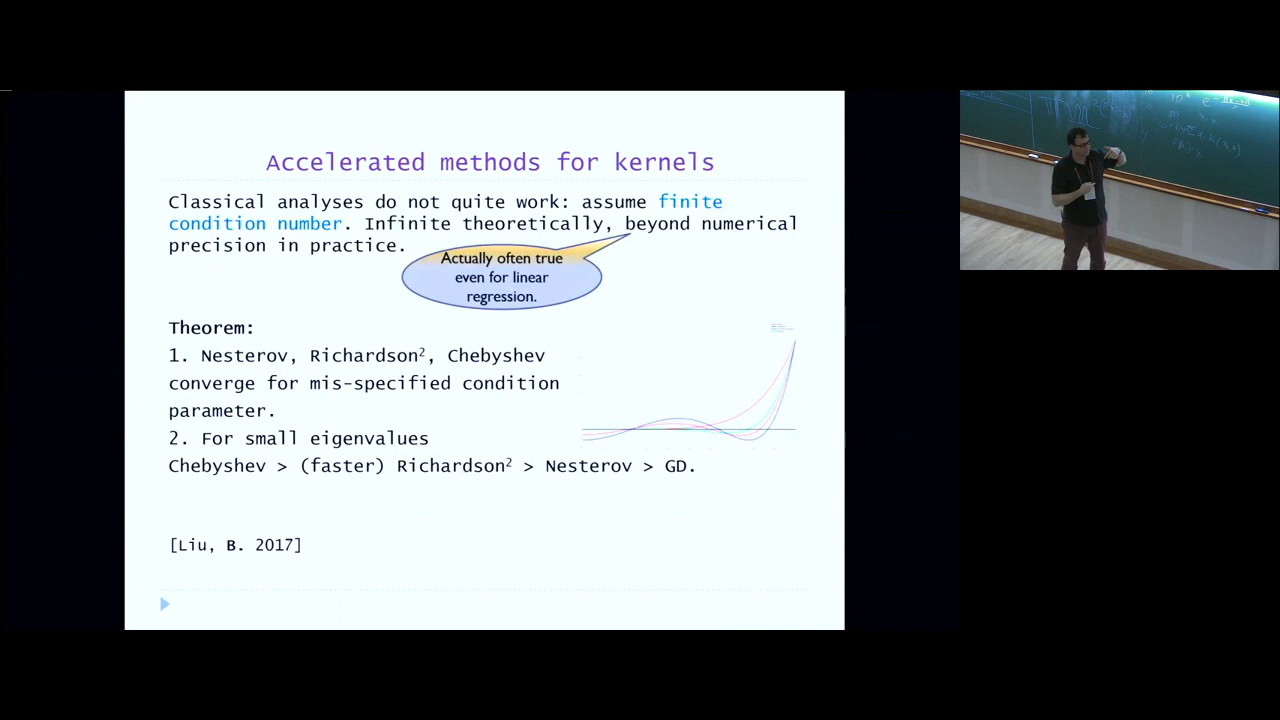 Accelerated methods for kernels
Classical analyses do not quite work: assume finite
condition number. Infinite theoretically, beyond numerical
precision in practice.
Actually often true
even for linear
regression.
Theorem:
1. Nesterov, Richardson², Chebyshev
converge for mis-specified condition
parameter.
2. For small eigenvalues
Chebyshev > (faster) Richardson² > Nesterov > GD.
[Liu, B. 2017]